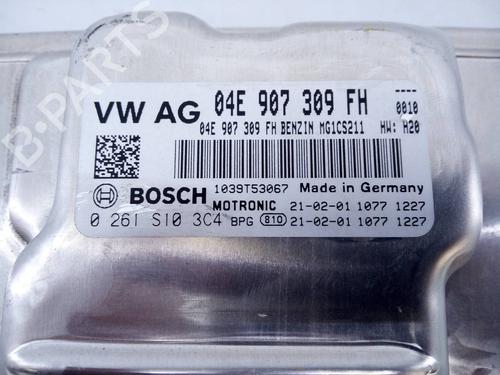 B-PARTS
VW AG 04E 907 309 FH ----
0010
04E 907 309 FH BENZIN MG1CS211 HW: H20
BOSCH 1039T53067 Made in Germany
MOTRONIC 21-02-01 1077 1227
0 261 S10 3C4 BPG 810 21-02-01 1077 1227